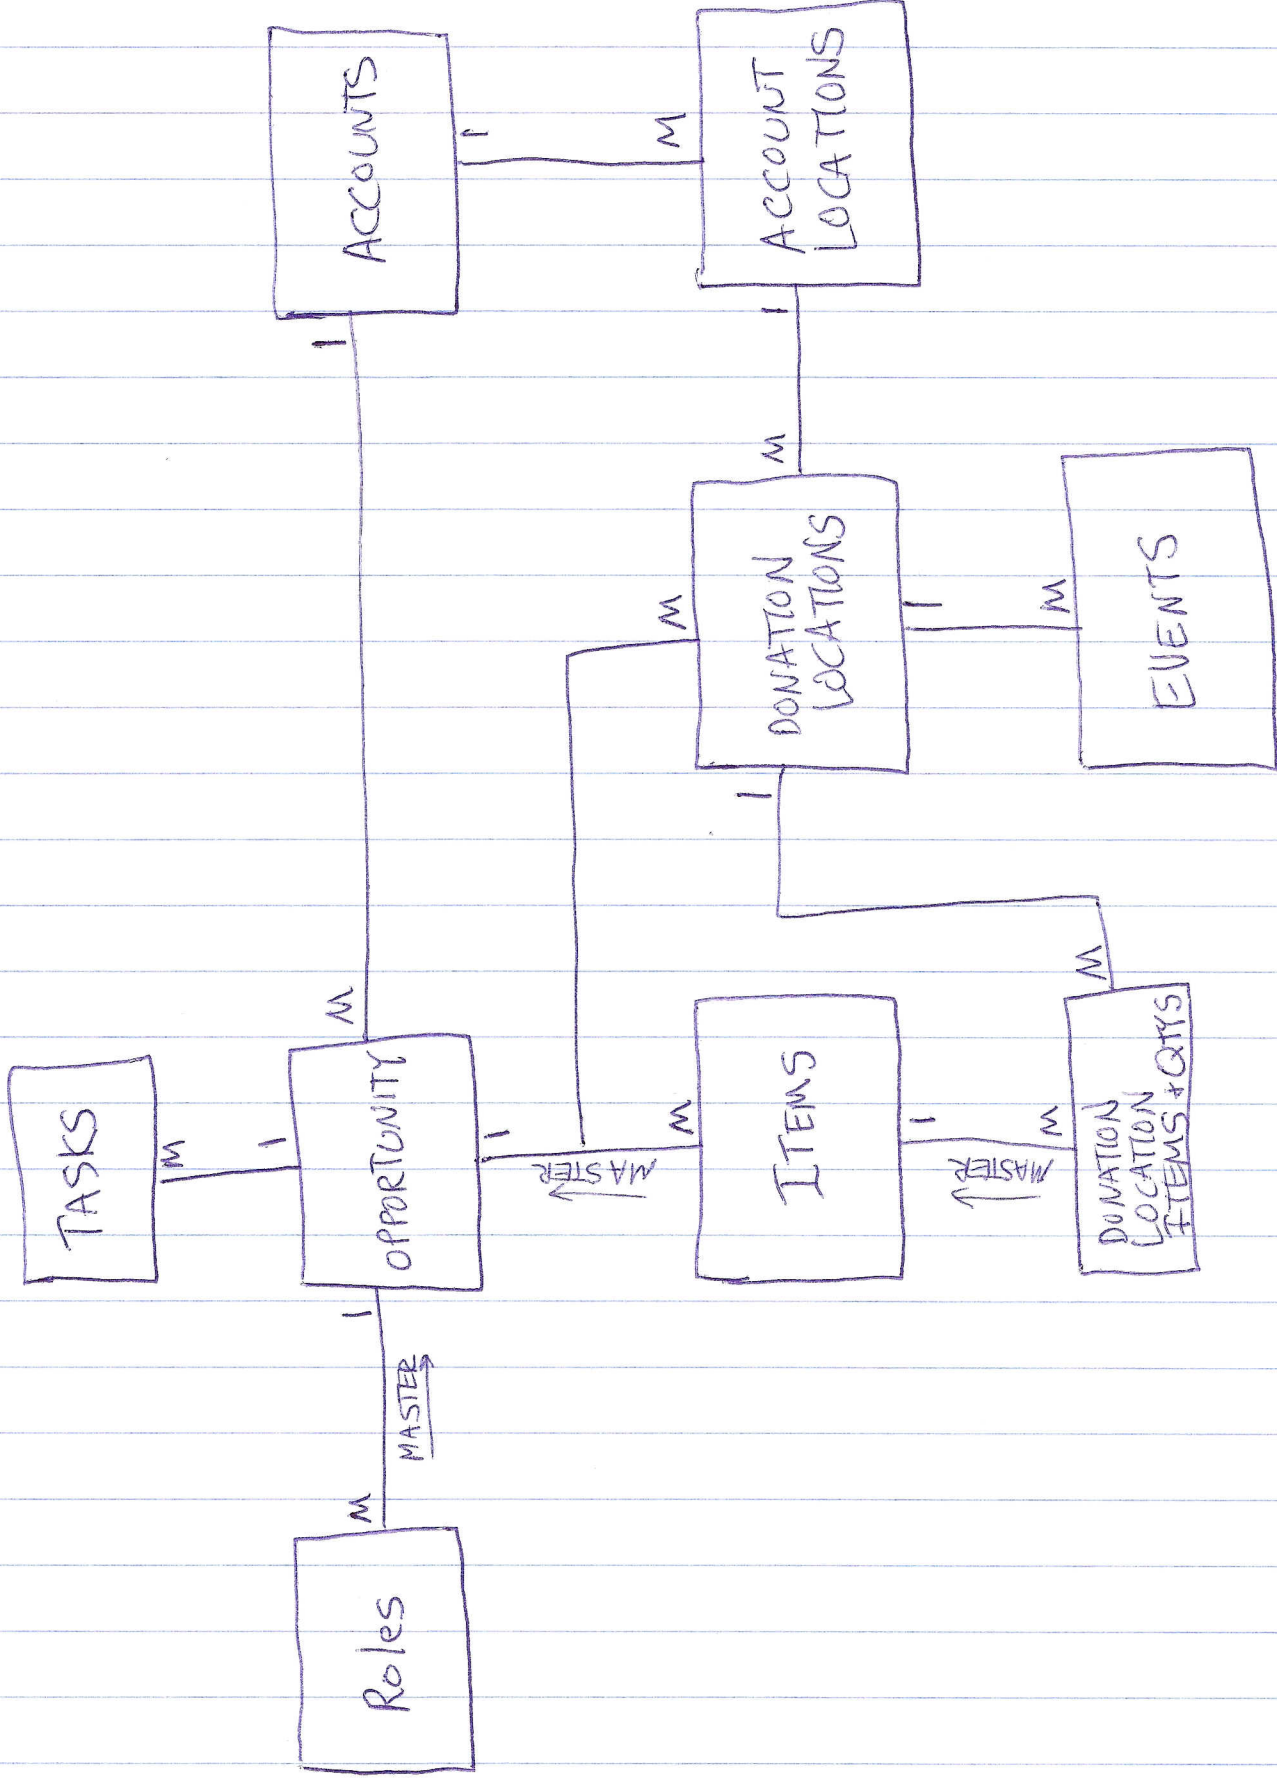 TASKS
M
1
Roles
M
MASTER
1
OPPORTUNITY
M
1
ACCOUNTS
1
MASTER
M
M
1
M
ITEMS
1
DONATION
LOCATIONS
M
1
ACCOUNT
LOCATIONS
1
MASTER
M
1
M
M
DONATION
LOCATION
ITEMS + QTYS
EVENTS